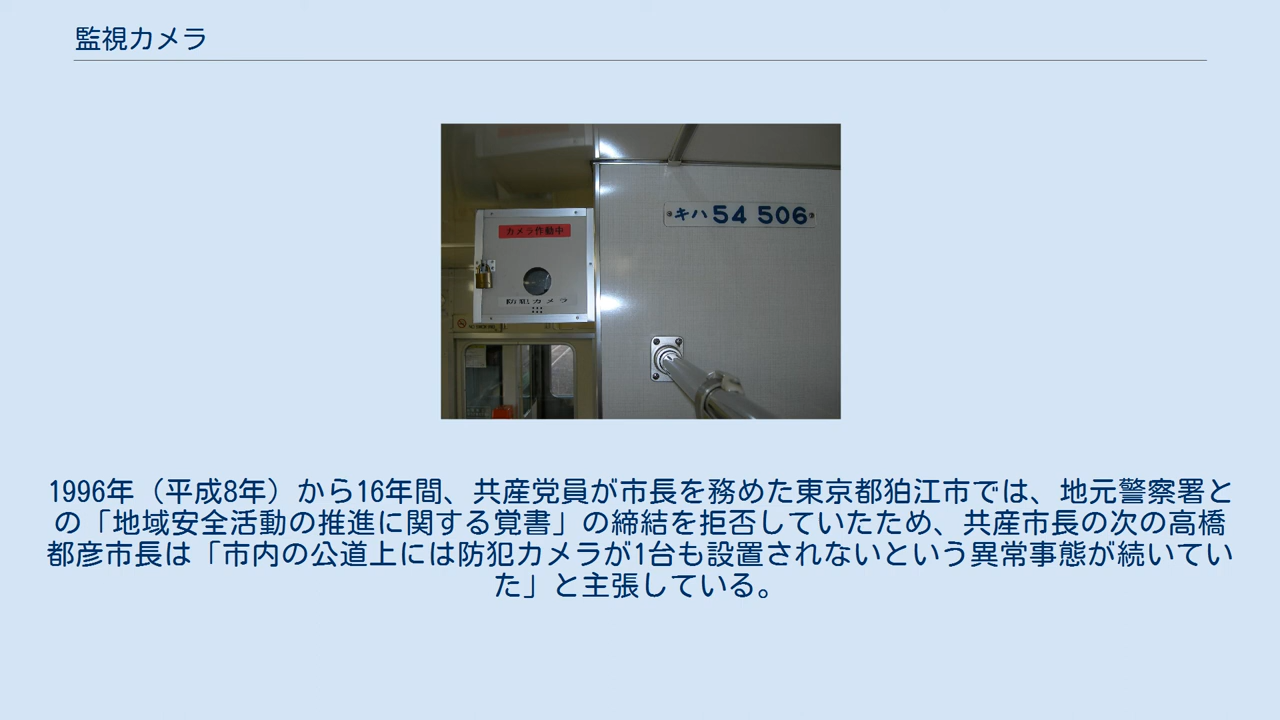 監視カメラ
カメラ作動中
防犯カメラ
キハ 54 506
1996年（平成8年）から16年間、共産党員が市長を務めた東京都狛江市では、地元警察署と
の「地域安全活動の推進に関する覚書」の締結を拒否していたため、共産市長の次の高橋
都彦市長は「市内の公道上には防犯カメラが1台も設置されないという異常事態が続いてい
た」と主張している。